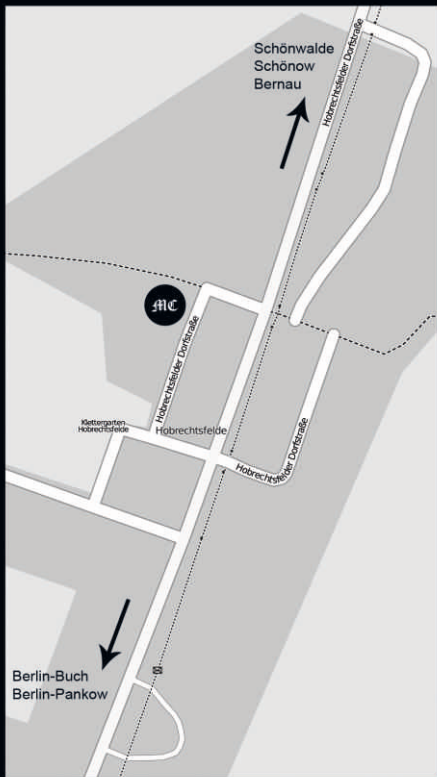 Schönwalde
Schönow
Bernau
Hobrechtsfelder Dorfstraße
MC
Hobrechtsfelder Dorfstraße
Klettergarten
Hobrechtsfelde
Hobrechtsfelde
Hobrechtsfelder Dorfstraße
Berlin-Buch
Berlin-Pankow